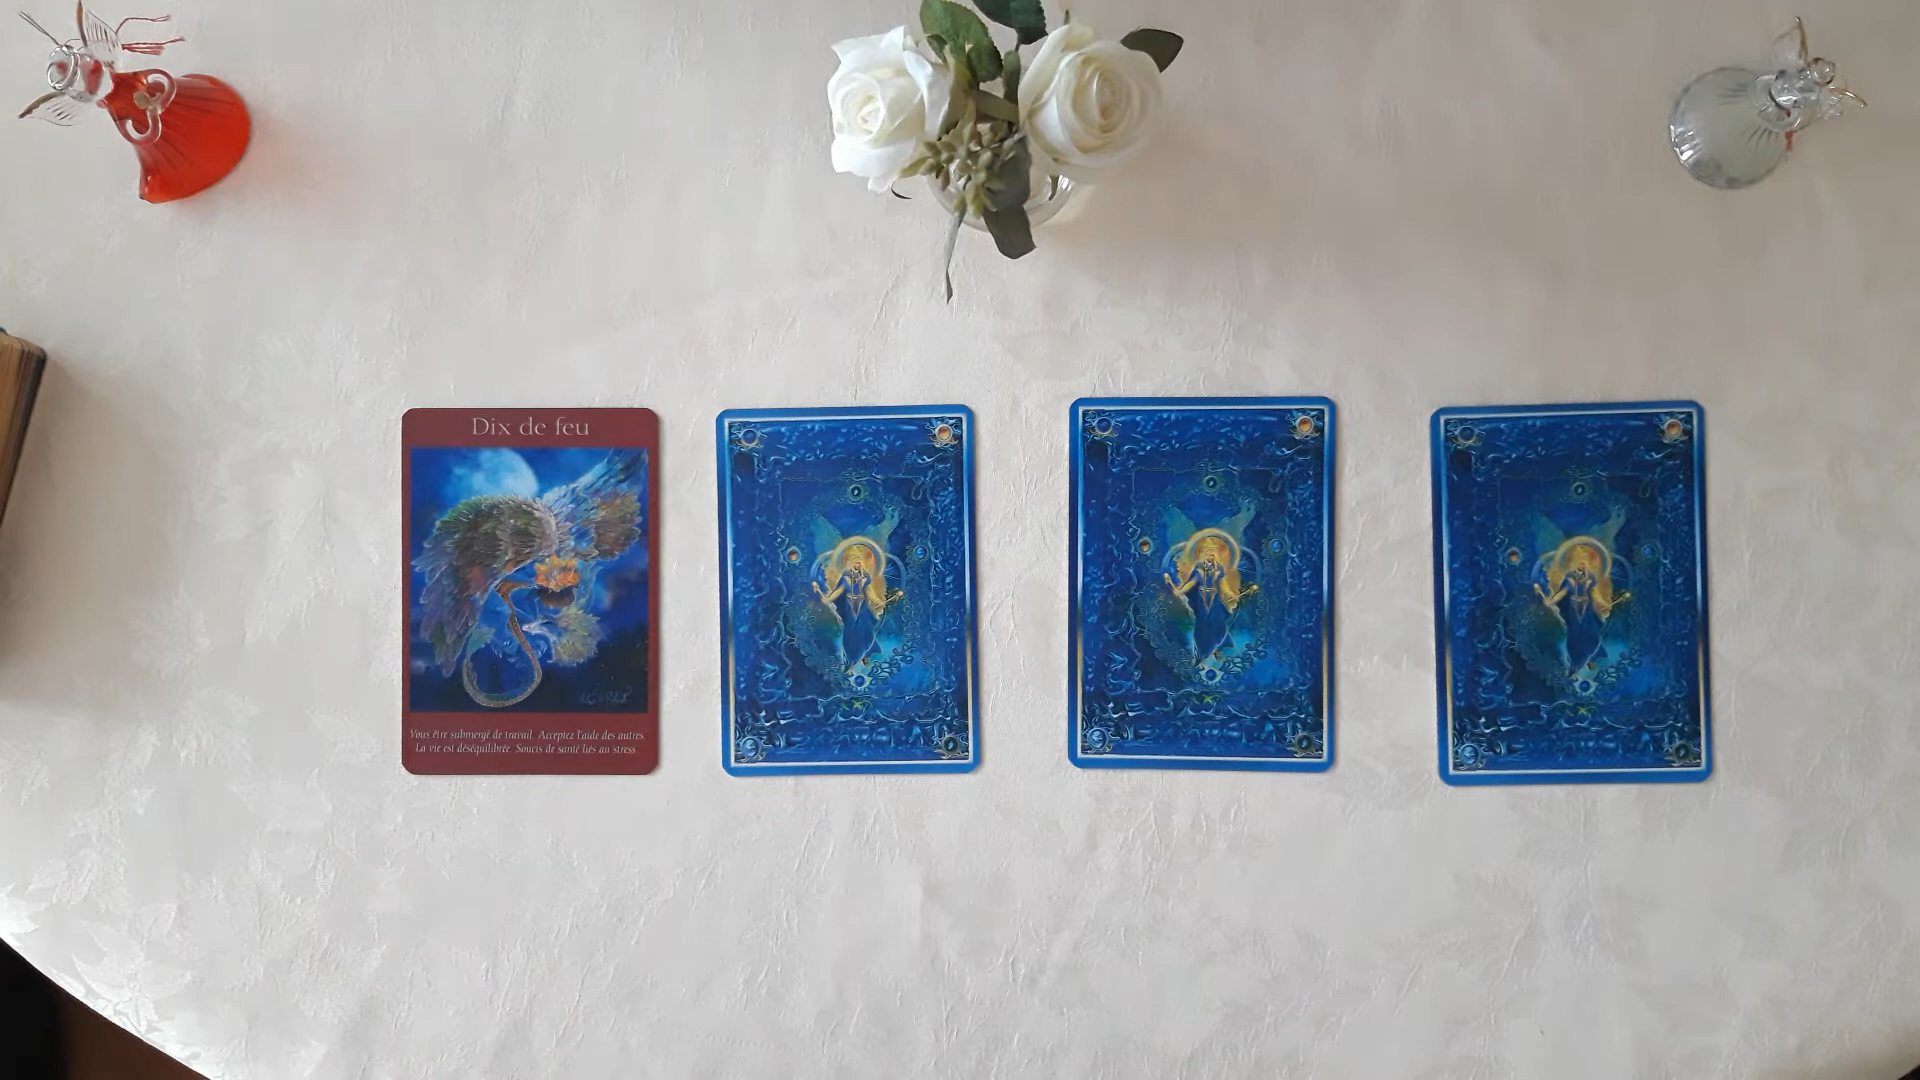 Dix de feu
Vous être submergé de travail. Acceptez l'aide des autres.
La vie est déséquilibrée. Soucis de santé liés au stress.